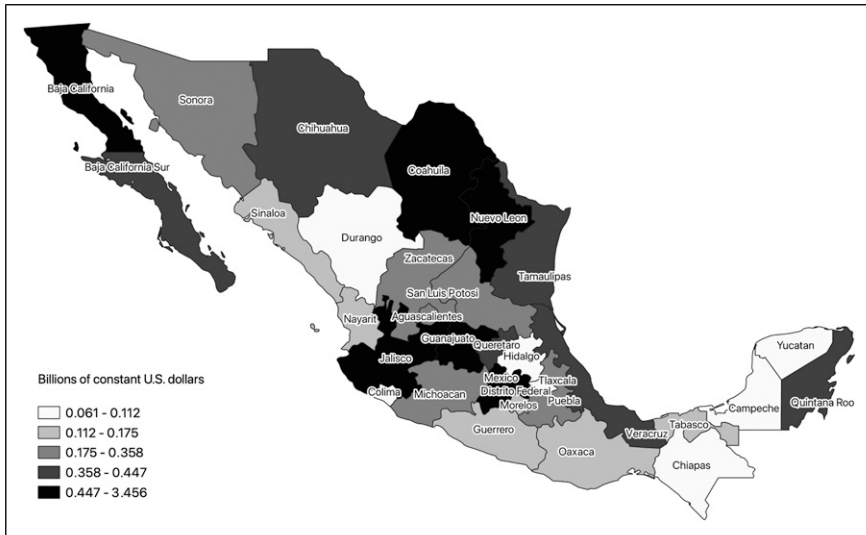 Baja California
Sonora
Chihuahua
Coahuila
Baja California Sur
Sinaloa
Nuevo Leon
Durango
Zacatecas
Tamaulipas
San Luis Potosi
Nayarit
Aguascalientes
Guanajuato
Queretaro
Hidalgo
Jalisco
Yucatan
Mexico
Tlaxcala
Colima
Michoacan
Distrito Federal
Morelos
Puebla
Campeche
Quintana Roo
Guerrero
Veracruz
Tabasco
Oaxaca
Chiapas
Billions of constant U.S. dollars
0.061 - 0.112
0.112 - 0.175
0.175 - 0.358
0.358 - 0.447
0.447 - 3.456